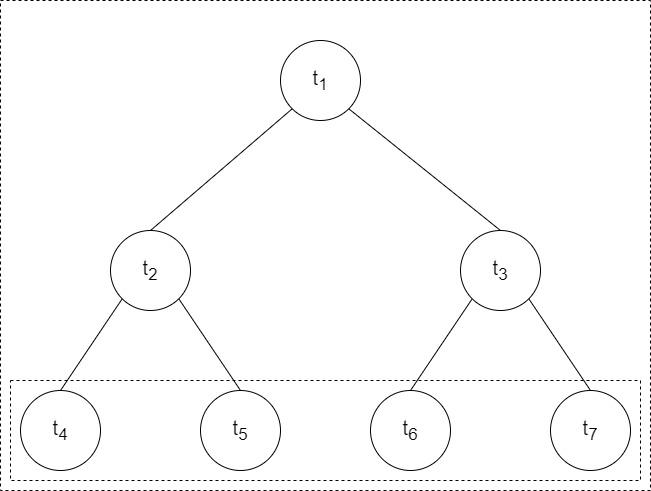 t₁
t₂ t₃
t₄ t₅ t₆ t₇